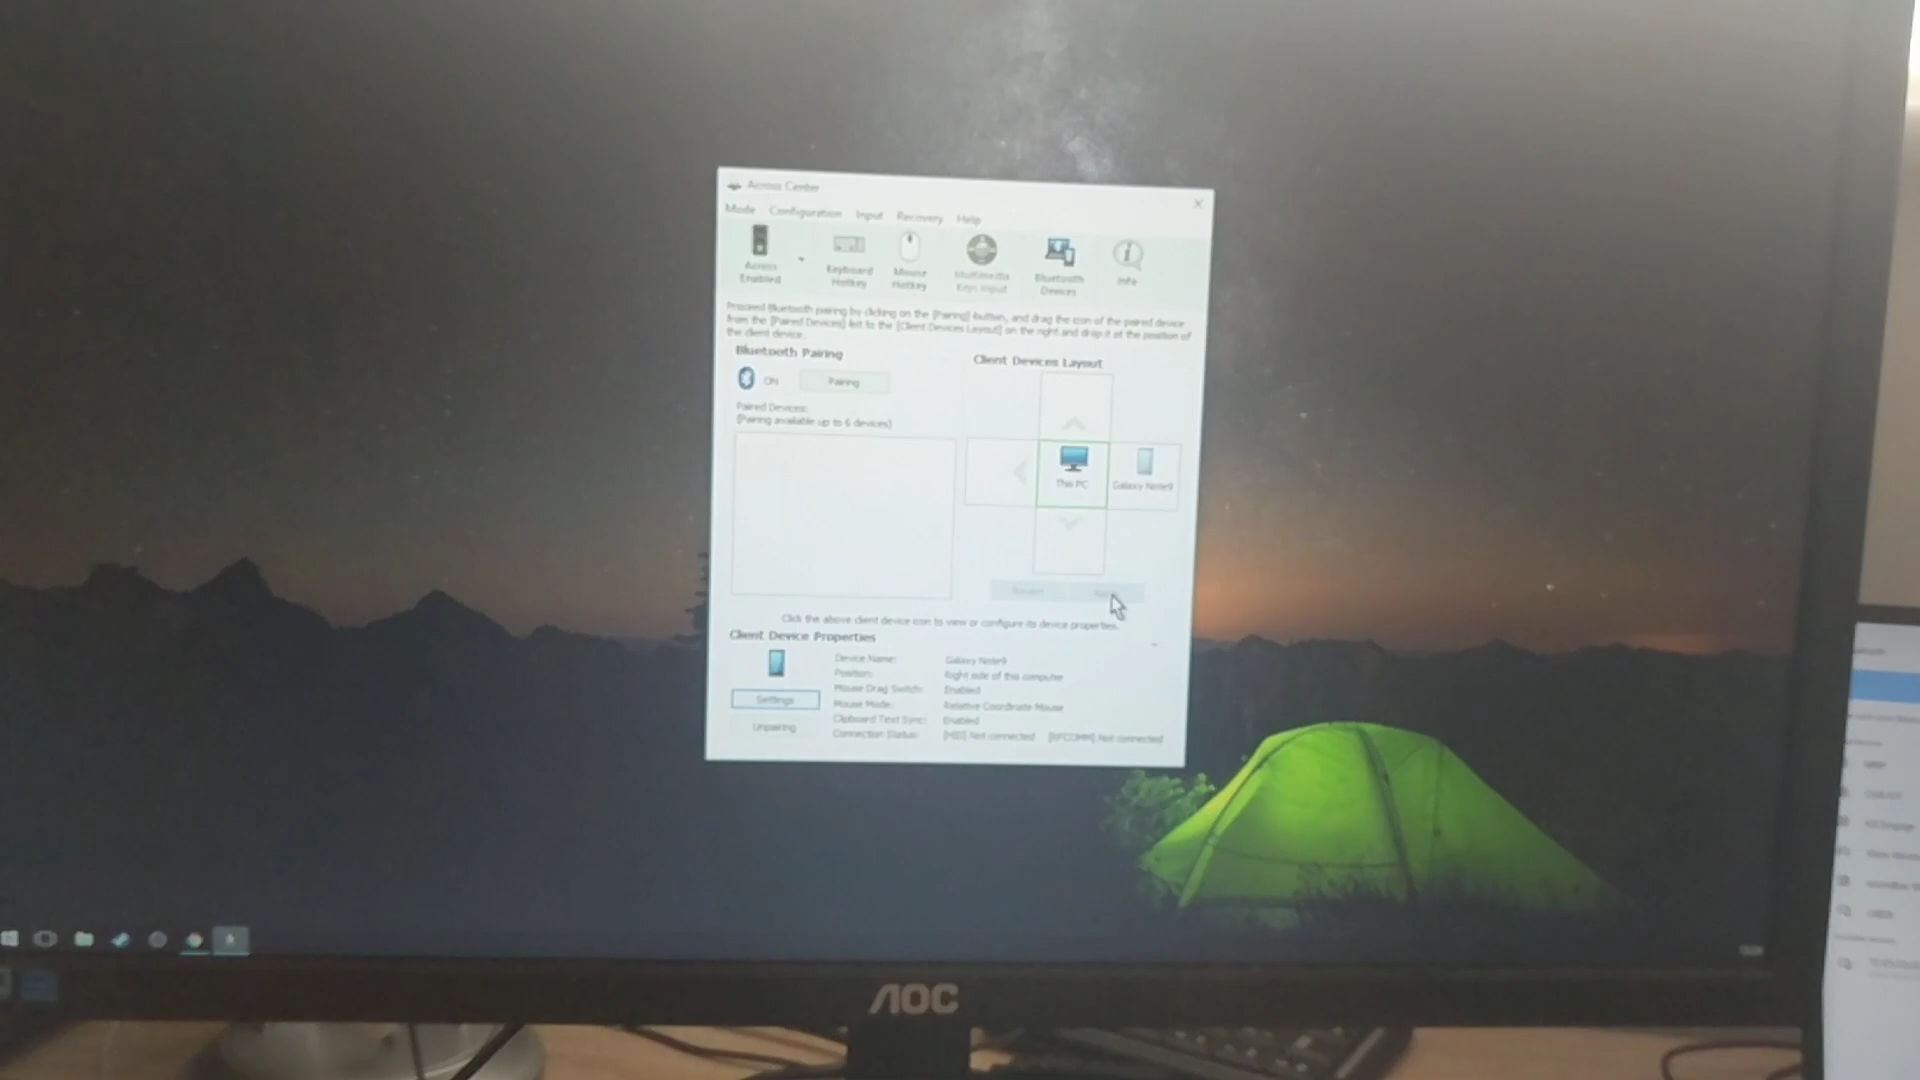 Across Center
Mode Configuration Input Recovery Help
Across Enabled
Keyboard Hotkey
Mouse Hotkey
Multimedia Keys Input
Bluetooth Devices
Info
Proceed Bluetooth pairing by clicking on the [Pairing] button, and drag the icon of the paired device
from the [Paired Devices] list to the [Client Devices Layout] on the right and drop it at the position of
the client device.
Bluetooth Pairing
ON
Pairing
Paired Devices:
(Pairing available up to 6 devices)
Client Devices Layout
This PC
Galaxy Note9
Click the above client device icon to view or configure its device properties.
Client Device Properties
Settings
Unpairing
Device Name: Galaxy Note9
Position: Right side of this computer
Mouse Drag Switch: Enabled
Mouse Mode: Relative Coordinate Mouse
Clipboard Text Sync: Enabled
Connection Status: [HID] Not connected [RFCOMM] Not connected
AOC